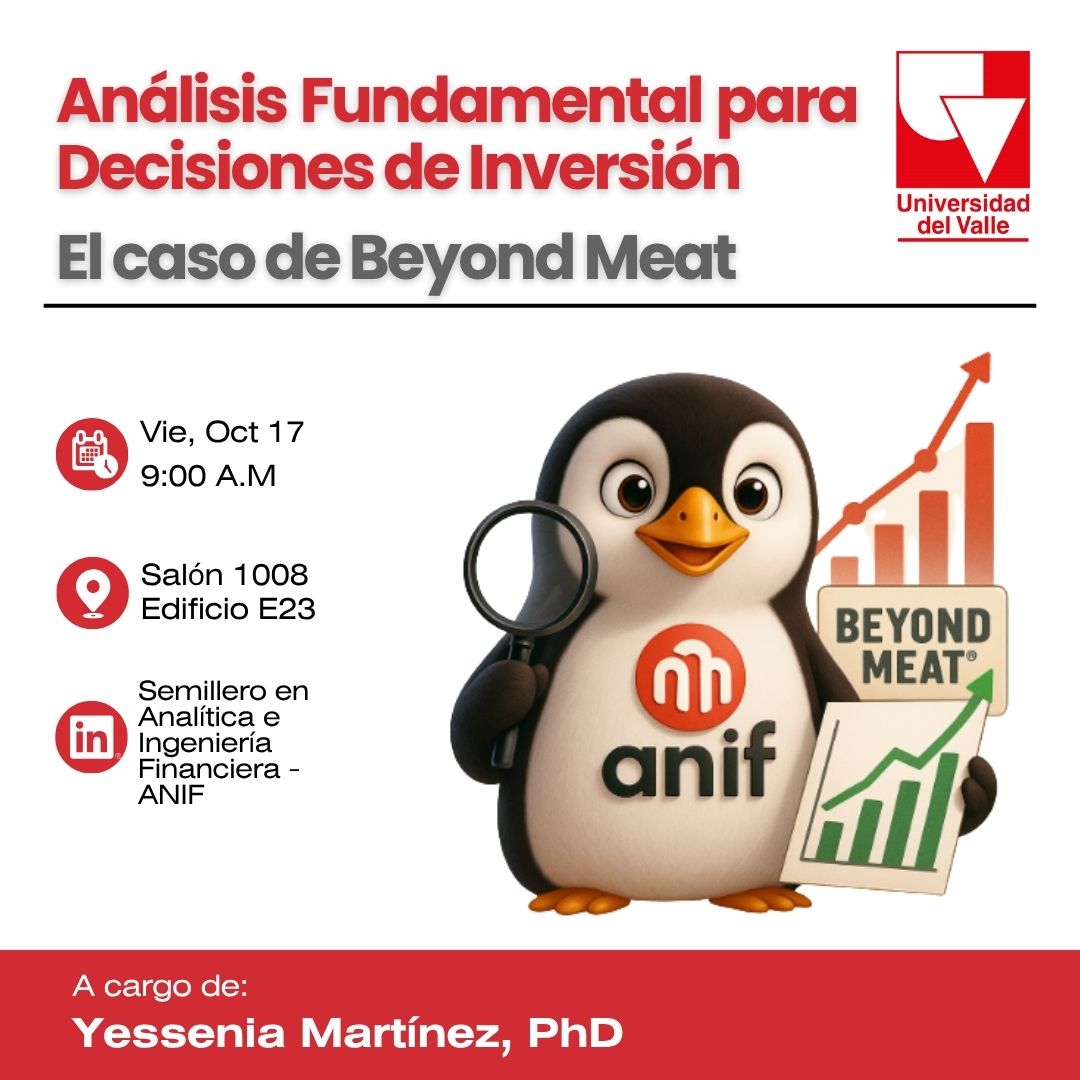 Análisis Fundamental para
Decisiones de Inversión
El caso de Beyond Meat
Universidad
del Valle
Vie, Oct 17
9:00 A.M
Salón 1008
Edificio E23
in
Semillero en
Analítica e
Ingeniería
Financiera -
ANIF
anif
BEYOND
MEAT®
A cargo de:
Yessenia Martínez, PhD